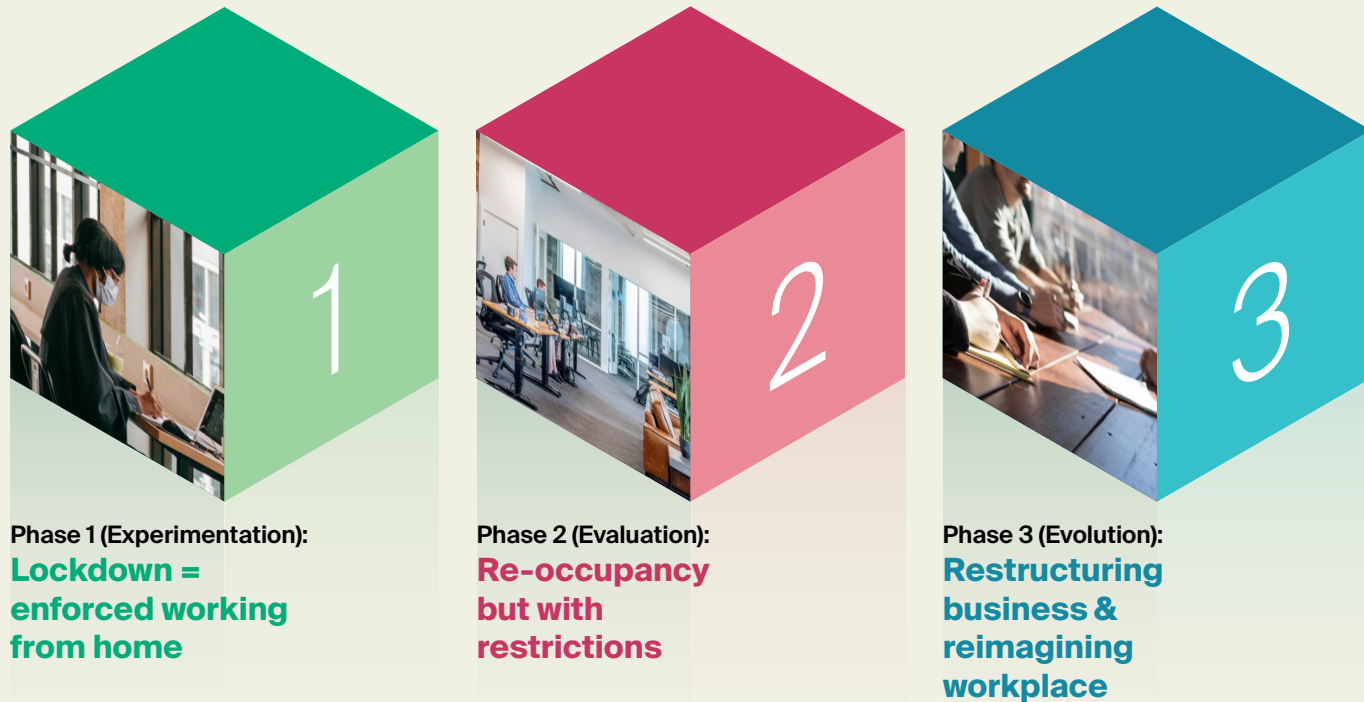 1
2
3
Phase 1 (Experimentation):
Lockdown =
enforced working
from home
Phase 2 (Evaluation):
Re-occupancy
but with
restrictions
Phase 3 (Evolution):
Restructuring
business &
reimagining
workplace